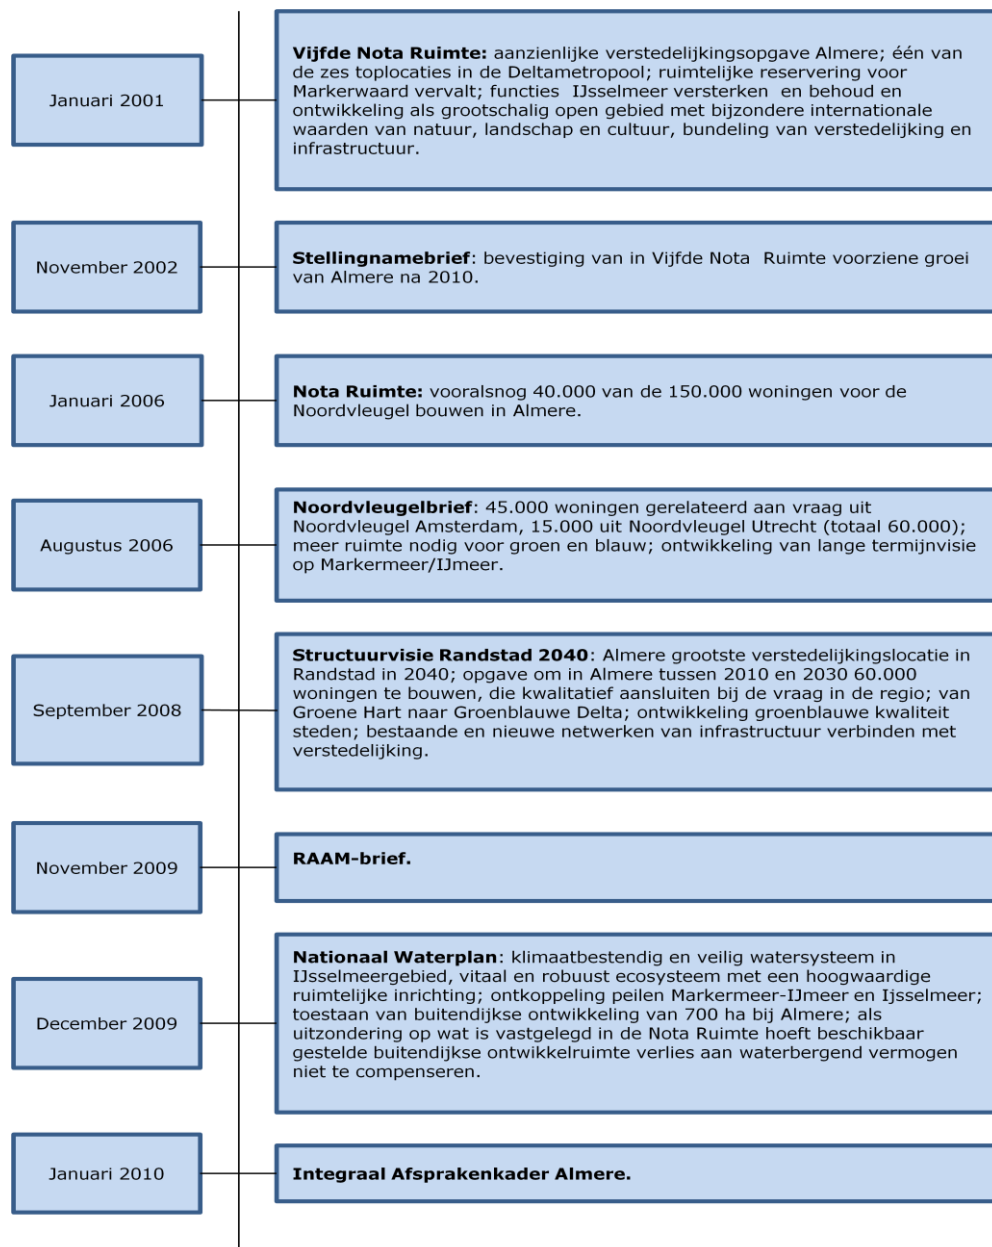 Januari 2001
Vijfde Nota Ruimte: aanzienlijke verstedelijkingsopgave Almere; één van
de zes toplocaties in de Deltametropool; ruimtelijke reservering voor
Markerwaard vervalt; functies  IJsselmeer versterken  en behoud en
ontwikkeling als grootschalig open gebied met bijzondere internationale
waarden van natuur, landschap en cultuur, bundeling van verstedelijking en
infrastructuur.
November 2002
Stellingnamebrief: bevestiging van in Vijfde Nota  Ruimte voorziene groei
van Almere na 2010.
Januari 2006
Nota Ruimte: vooralsnog 40.000 van de 150.000 woningen voor de
Noordvleugel bouwen in Almere.
Augustus 2006
Noordvleugelbrief: 45.000 woningen gerelateerd aan vraag uit
Noordvleugel Amsterdam, 15.000 uit Noordvleugel Utrecht (totaal 60.000);
meer ruimte nodig voor groen en blauw; ontwikkeling van lange termijnvisie
op Markermeer/IJmeer.
September 2008
Structuurvisie Randstad 2040: Almere grootste verstedelijkingslocatie in
Randstad in 2040; opgave om in Almere tussen 2010 en 2030 60.000
woningen te bouwen, die kwalitatief aansluiten bij de vraag in de regio; van
Groene Hart naar Groenblauwe Delta; ontwikkeling groenblauwe kwaliteit
steden; bestaande en nieuwe netwerken van infrastructuur verbinden met
verstedelijking.
November 2009
RAAM-brief.
December 2009
Nationaal Waterplan: klimaatbestendig en veilig watersysteem in
IJsselmeergebied, vitaal en robuust ecosysteem met een hoogwaardige
ruimtelijke inrichting; ontkoppeling peilen Markermeer-IJmeer en Ijsselmeer;
toestaan van buitendijkse ontwikkeling van 700 ha bij Almere; als
uitzondering op wat is vastgelegd in de Nota Ruimte hoeft beschikbaar
gestelde buitendijkse ontwikkelruimte verlies aan waterbergend vermogen
niet te compenseren.
Januari 2010
Integraal Afsprakenkader Almere.